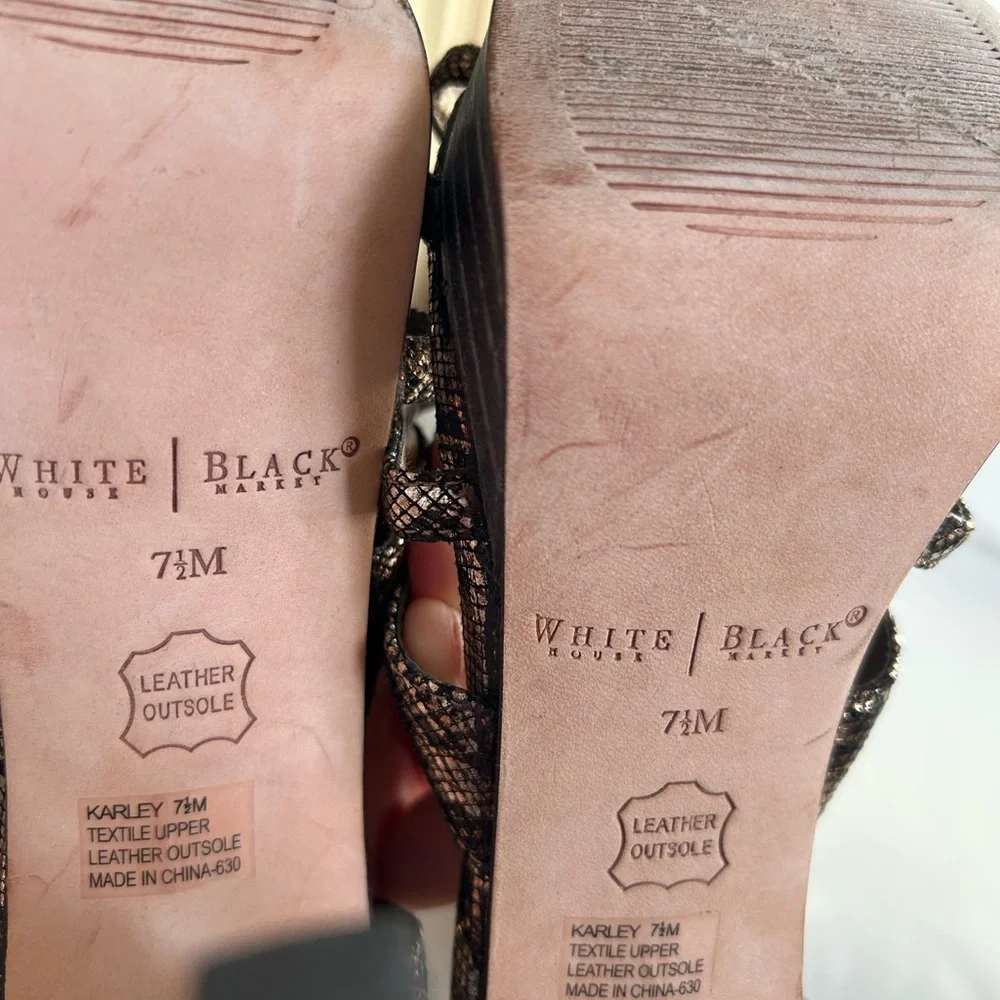 WHITE | BLACK®
HOUSE MARKET
7½M
LEATHER
OUTSOLE
KARLEY 7½M
TEXTILE UPPER
LEATHER OUTSOLE
MADE IN CHINA-630
WHITE | BLACK®
HOUSE MARKET
7½M
LEATHER
OUTSOLE
KARLEY 7½M
TEXTILE UPPER
LEATHER OUTSOLE
MADE IN CHINA-630